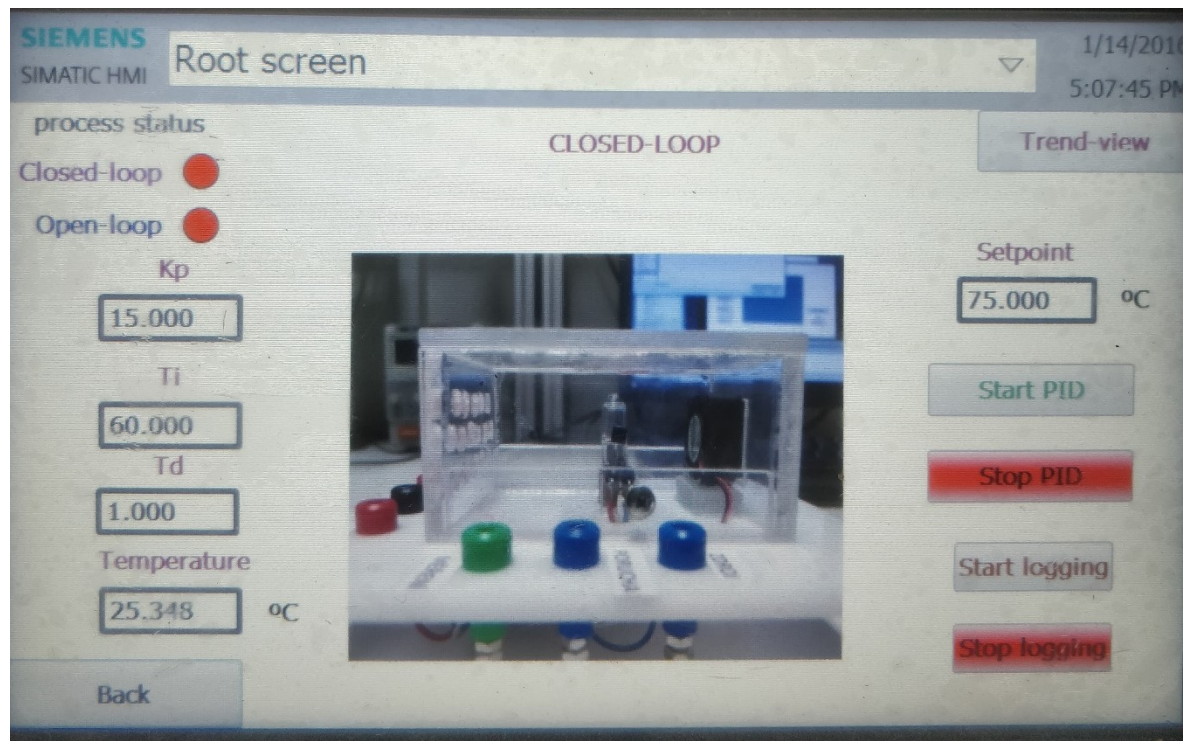 SIEMENS
SIMATIC HMI
Root screen
1/14/2016
5:07:45 PM
process status
Closed-loop
Open-loop
CLOSED-LOOP
Trend-view
Kp
15.000
Ti
60.000
Td
1.000
Temperature
25.348 ºC
Setpoint
75.000 ºC
Start PID
Stop PID
Start logging
Stop logging
Back